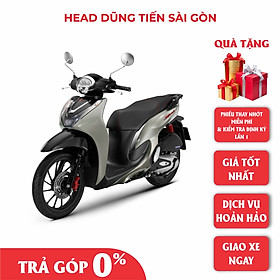 HEAD DŨNG TIẾN SÀI GÒN
QUÀ TẶNG
PHIẾU THAY NHỚT
MIỄN PHÍ
& KIỂM TRA ĐỊNH KỲ
LẦN 1
GIÁ TỐT
NHẤT
DỊCH VỤ
HOÀN HẢO
GIAO XE
NGAY
TRẢ GÓP 0%